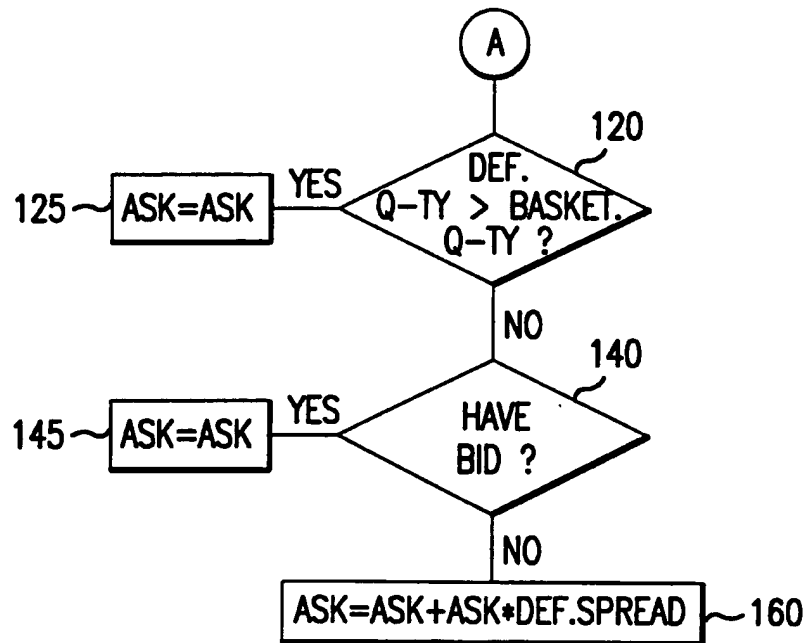 A
120
DEF.
Q-TY > BASKET.
Q-TY ?
YES
125
ASK=ASK
NO
140
HAVE
BID ?
YES
145
ASK=ASK
NO
ASK=ASK+ASK*DEF.SPREAD
160